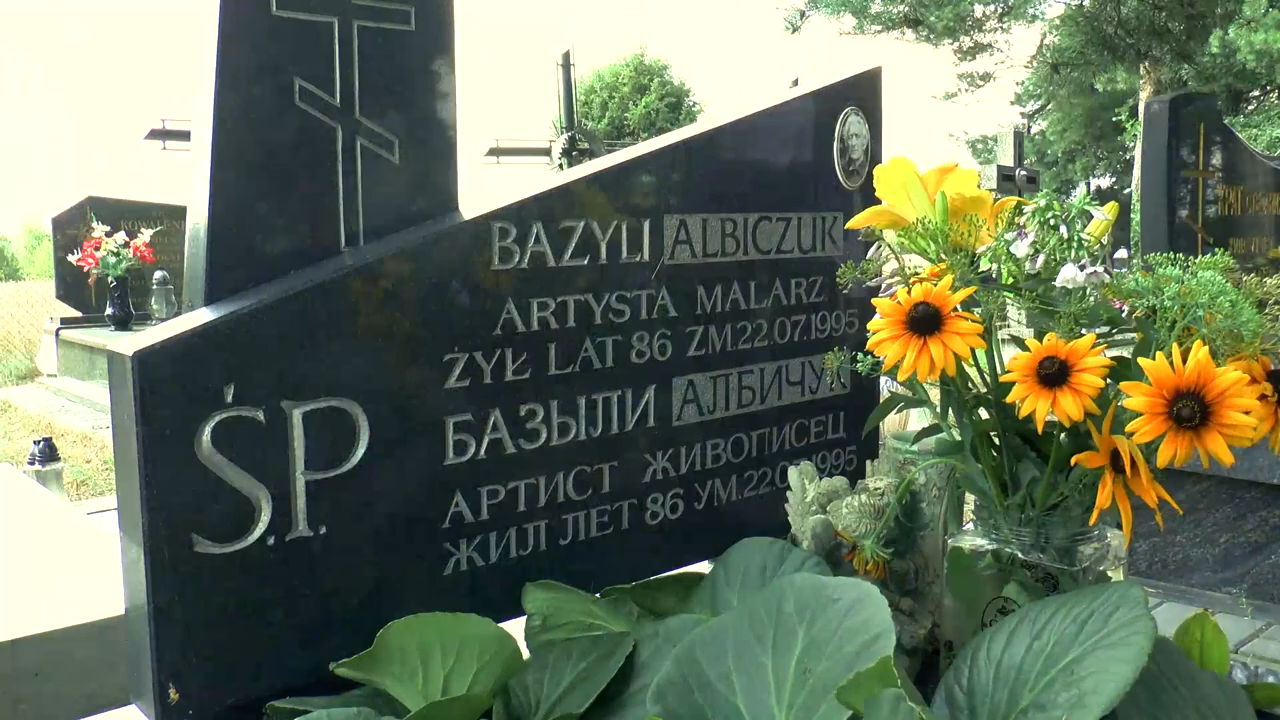 BAZYLI ALBICZUK
ARTYSTA MALARZ
ŻYŁ LAT 86 ZM.22.07.1995
БАЗЫЛИ АЛБИЧУК
АРТИСТ ЖИВОПИСЕЦ
ЖИЛ ЛЕТ 86 УМ.22.07.1995
Ś.P.